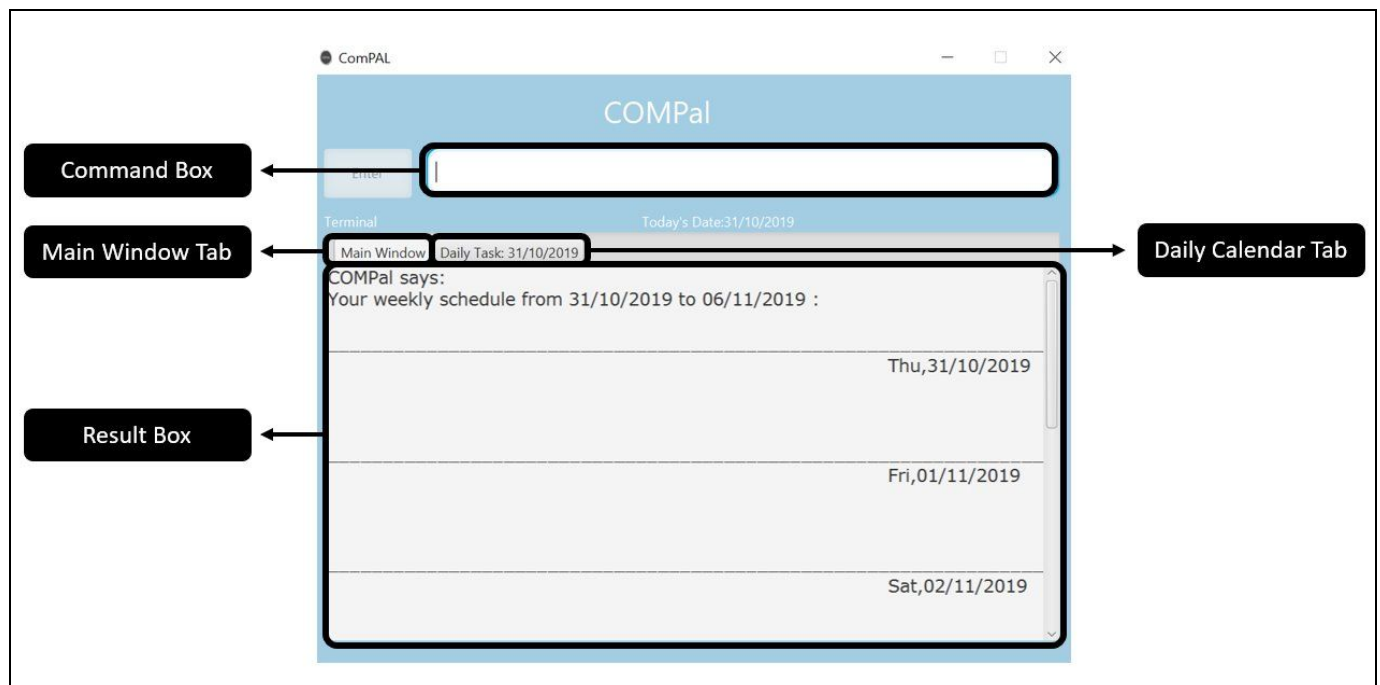 ComPAL
COMPal
Command Box
Enter
Terminal
Today's Date:31/10/2019
Main Window Tab
Main Window
Daily Task: 31/10/2019
Daily Calendar Tab
COMPal says:
Your weekly schedule from 31/10/2019 to 06/11/2019 :
Thu,31/10/2019
Result Box
Fri,01/11/2019
Sat,02/11/2019